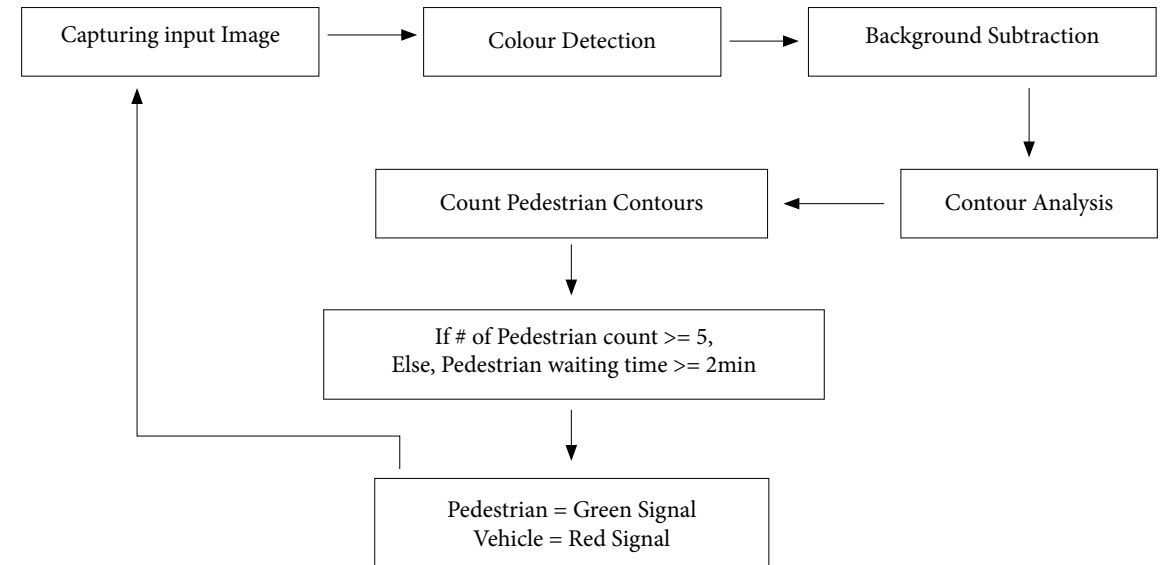 Capturing input Image
Colour Detection
Background Subtraction
Contour Analysis
Count Pedestrian Contours
If # of Pedestrian count >= 5,
Else, Pedestrian waiting time >= 2min
Pedestrian = Green Signal
Vehicle = Red Signal